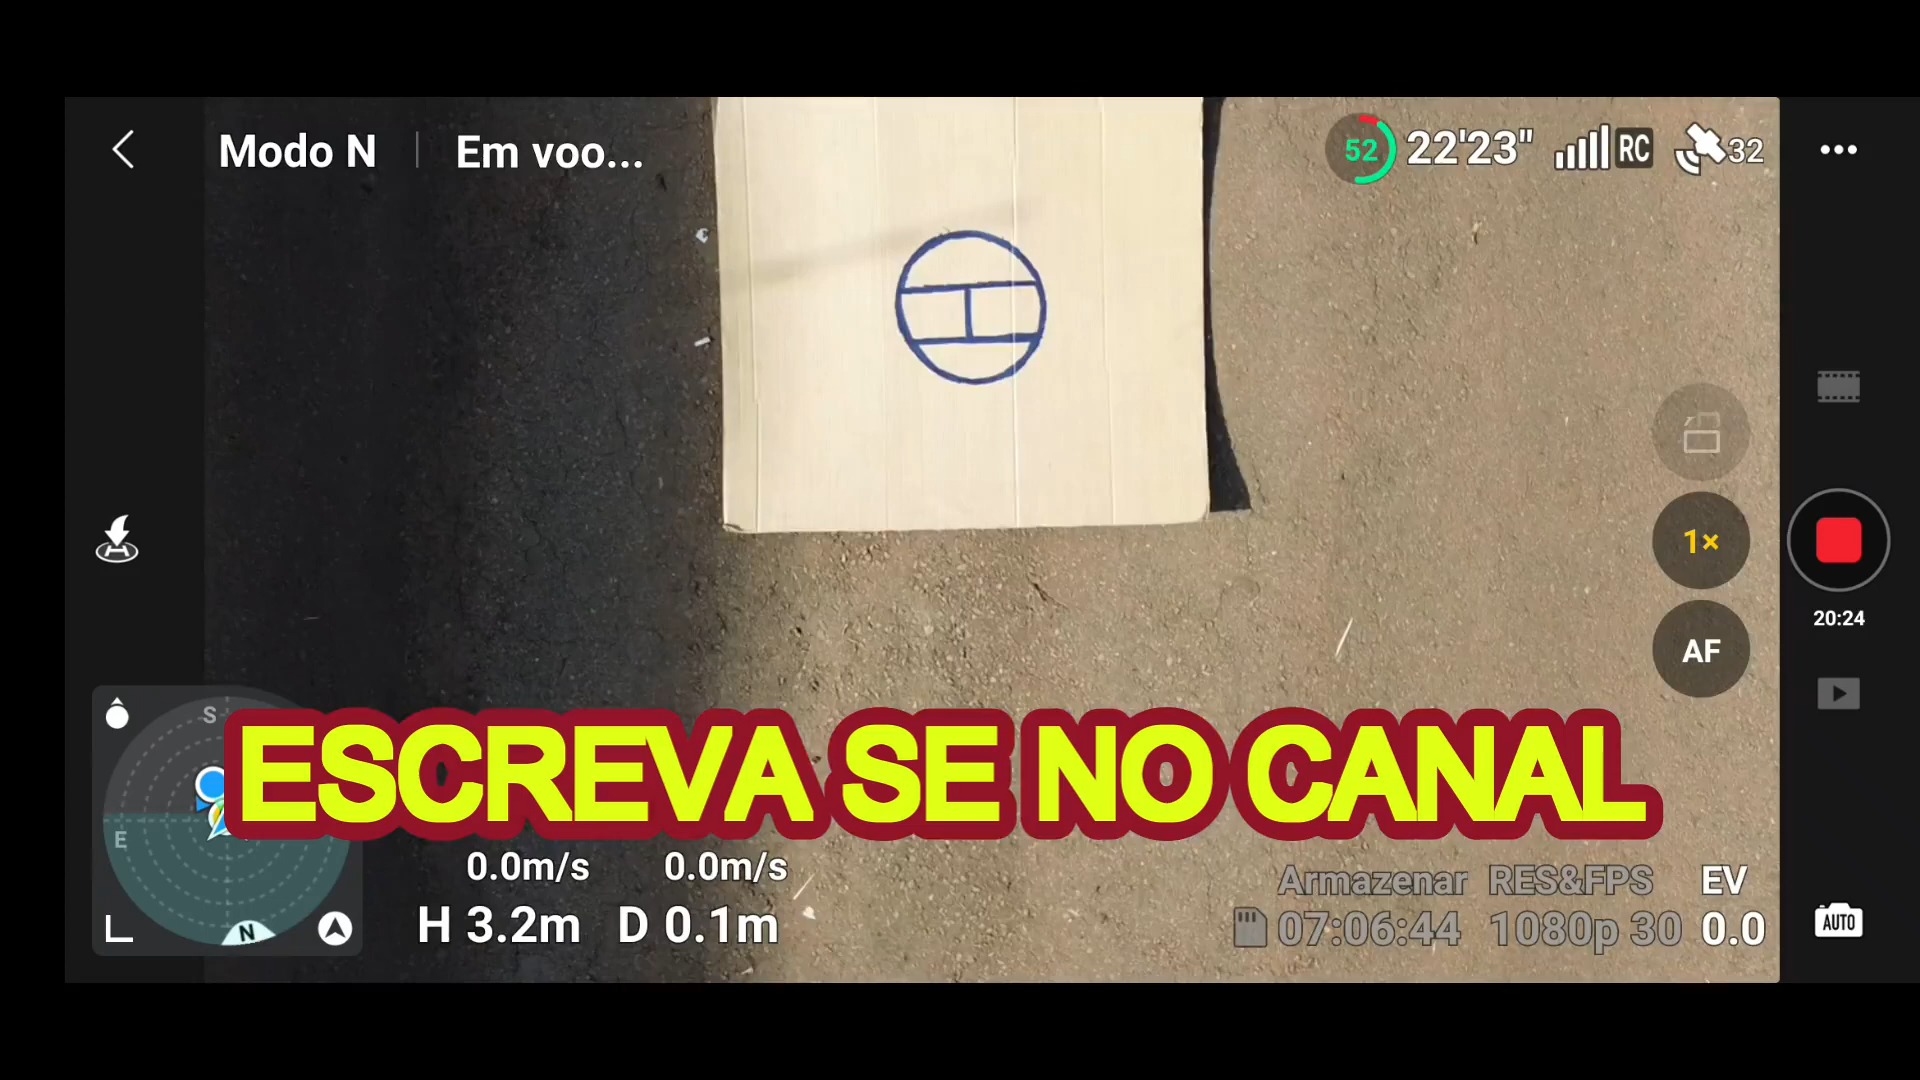 Modo N | Em voo...
52 22'23" RC 32
1×
20:24
AF
S
ESCREVA SE NO CANAL
E
0.0m/s 0.0m/s
Armazenar RES&FPS EV
N
H 3.2m D 0.1m
07:06:44 1080p 30 0.0
AUTO